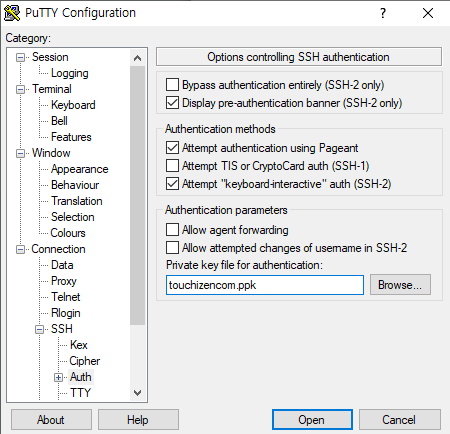 PuTTY Configuration
?
Category:
Session
Logging
Terminal
Keyboard
Bell
Features
Window
Appearance
Behaviour
Translation
Selection
Colours
Connection
Data
Proxy
Telnet
Rlogin
SSH
Kex
Cipher
Auth
TTY
Options controlling SSH authentication
Bypass authentication entirely (SSH-2 only)
Display pre-authentication banner (SSH-2 only)
Authentication methods
Attempt authentication using Pageant
Attempt TIS or CryptoCard auth (SSH-1)
Attempt "keyboard-interactive" auth (SSH-2)
Authentication parameters
Allow agent forwarding
Allow attempted changes of username in SSH-2
Private key file for authentication:
touchizencom.ppk
Browse...
About
Help
Open
Cancel